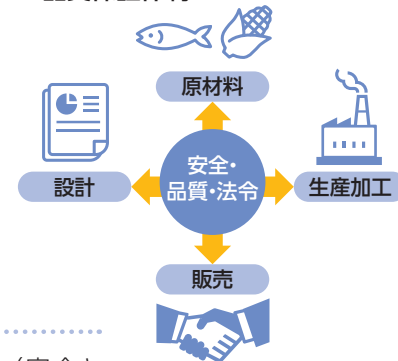 原材料
設計
安全・
品質・法令
生産加工
販売